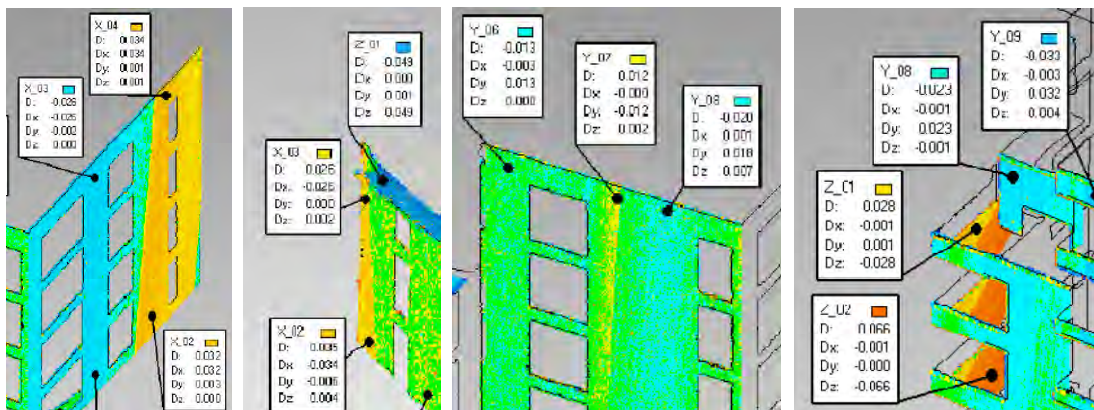 X_04
D: 0.034
Dx: 0.034
Dy: 0.001
Dz: 0.001
X_03
D: -0.026
Dx: -0.026
Dy: -0.002
Dz: 0.000
X_02
D: 0.032
Dx: 0.032
Dy: 0.003
Dz: 0.000
Z_01
D: -0.049
Dx: 0.000
Dy: 0.001
Dz: 0.049
X_03
D: 0.026
Dx: -0.026
Dy: 0.000
Dz: 0.002
X_02
D: 0.035
Dx: -0.034
Dy: -0.006
Dz: 0.004
Y_06
D: -0.013
Dx: -0.003
Dy: 0.013
Dz: 0.000
Y_07
D: 0.012
Dx: -0.000
Dy: -0.012
Dz: 0.002
Y_08
D: -0.020
Dx: 0.001
Dy: 0.018
Dz: 0.007
Y_09
D: -0.033
Dx: -0.003
Dy: 0.032
Dz: 0.004
Y_08
D: -0.023
Dx: -0.001
Dy: 0.023
Dz: -0.001
Z_01
D: 0.028
Dx: -0.001
Dy: 0.001
Dz: -0.028
Z_02
D: 0.066
Dx: -0.001
Dy: -0.000
Dz: -0.066